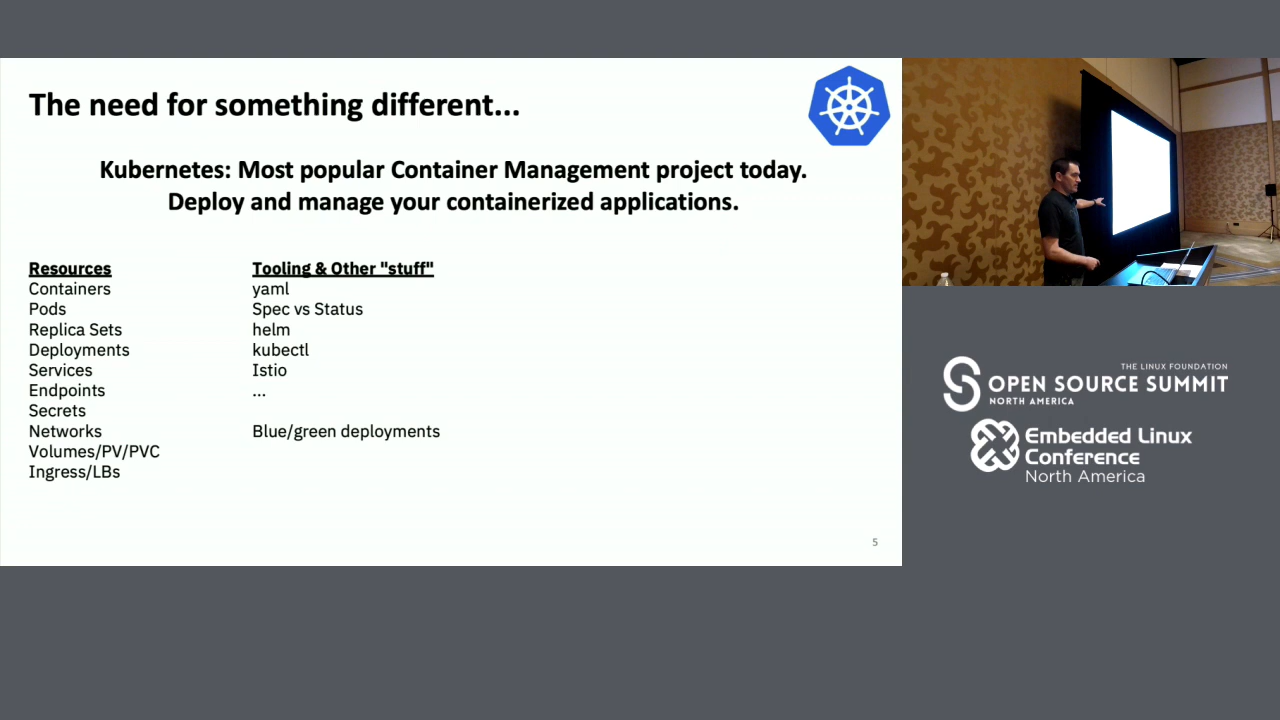 The need for something different...
Kubernetes: Most popular Container Management project today.
Deploy and manage your containerized applications.
Resources
Containers
Pods
Replica Sets
Deployments
Services
Endpoints
Secrets
Networks
Volumes/PV/PVC
Ingress/LBs
Tooling & Other "stuff"
yaml
Spec vs Status
helm
kubectl
Istio
...
Blue/green deployments
5
THE LINUX FOUNDATION
OPEN SOURCE SUMMIT
NORTH AMERICA
Embedded Linux
Conference
North America